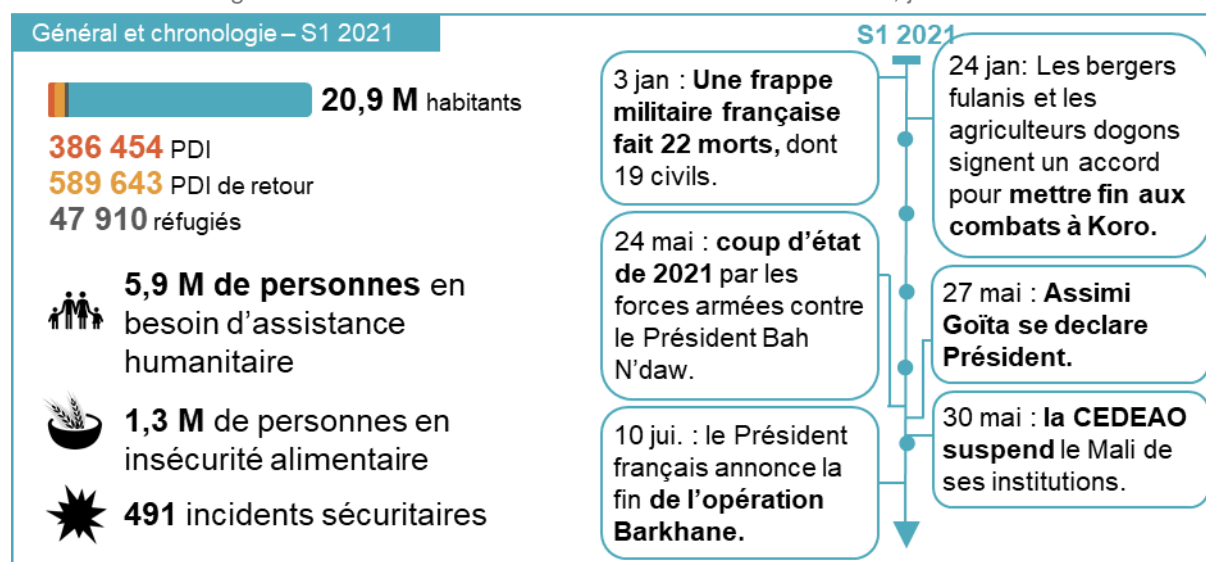 Général et chronologie – S1 2021
20,9 M habitants
386 454 PDI
589 643 PDI de retour
47 910 réfugiés
5,9 M de personnes en
besoin d’assistance
humanitaire
1,3 M de personnes en
insécurité alimentaire
491 incidents sécuritaires
S1 2021
3 jan : Une frappe
militaire française
fait 22 morts, dont
19 civils.
24 jan: Les bergers
fulanis et les
agriculteurs dogons
signent un accord
pour mettre fin aux
combats à Koro.
24 mai : coup d’état
de 2021 par les
forces armées contre
le Président Bah
N’daw.
27 mai : Assimi
Goïta se declare
Président.
30 mai : la CEDEAO
suspend le Mali de
ses institutions.
10 jui. : le Président
français annonce la
fin de l’opération
Barkhane.